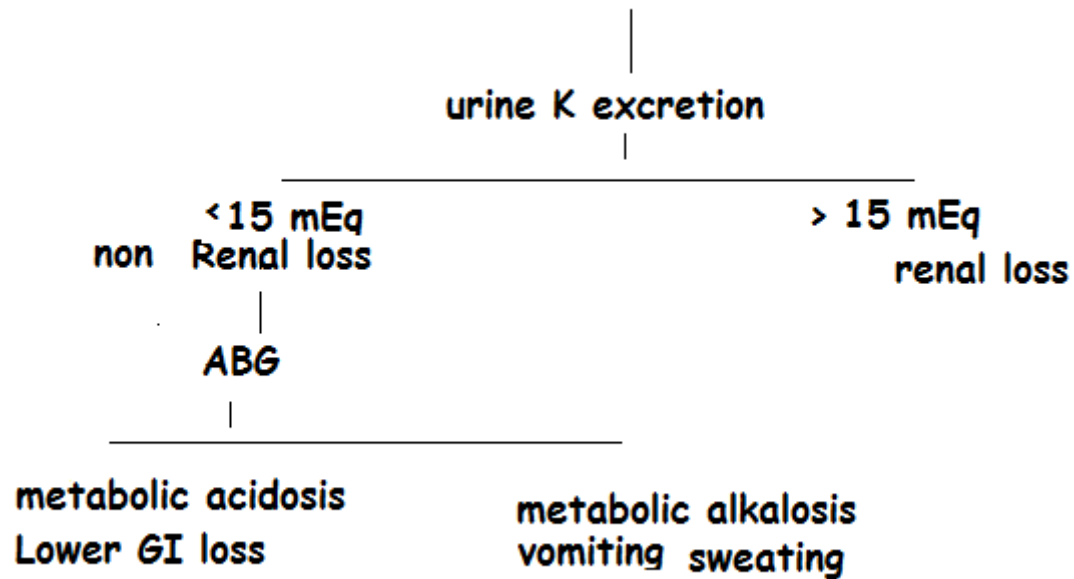 urine K excretion
<15 mEq
> 15 mEq
non Renal loss
renal loss
ABG
metabolic acidosis
metabolic alkalosis
Lower GI loss
vomiting sweating